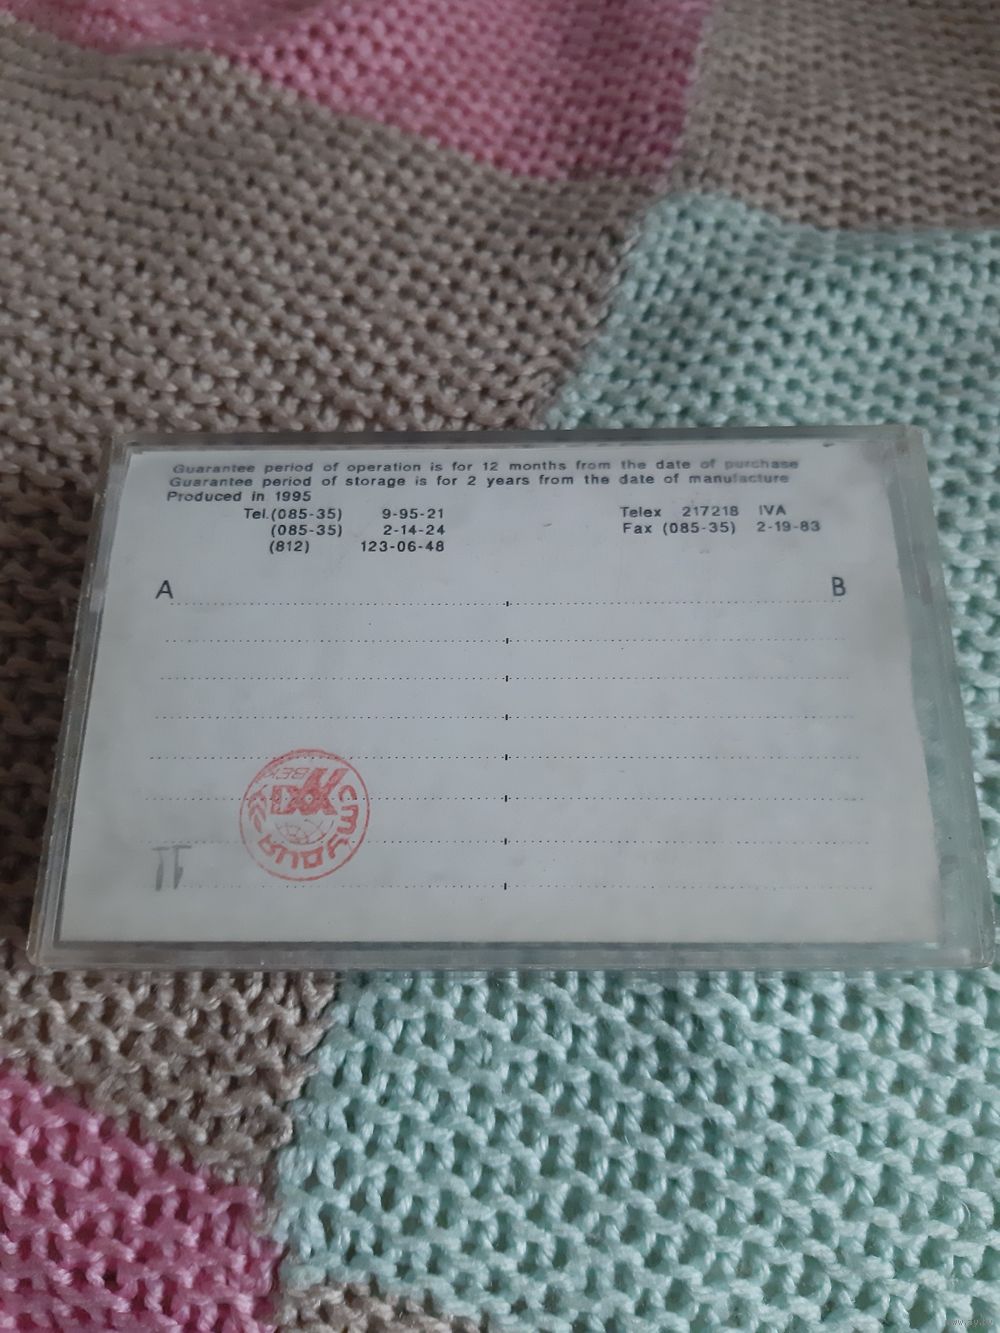 Guarantee period of operation is for 12 months from the date of purchase
Guarantee period of storage is for 2 years from the date of manufacture
Produced in 1995
Tel.(085-35) 9-95-21 Telex 217218 IVA
(085-35) 2-14-24 Fax (085-35) 2-19-83
(812) 123-06-48
A B